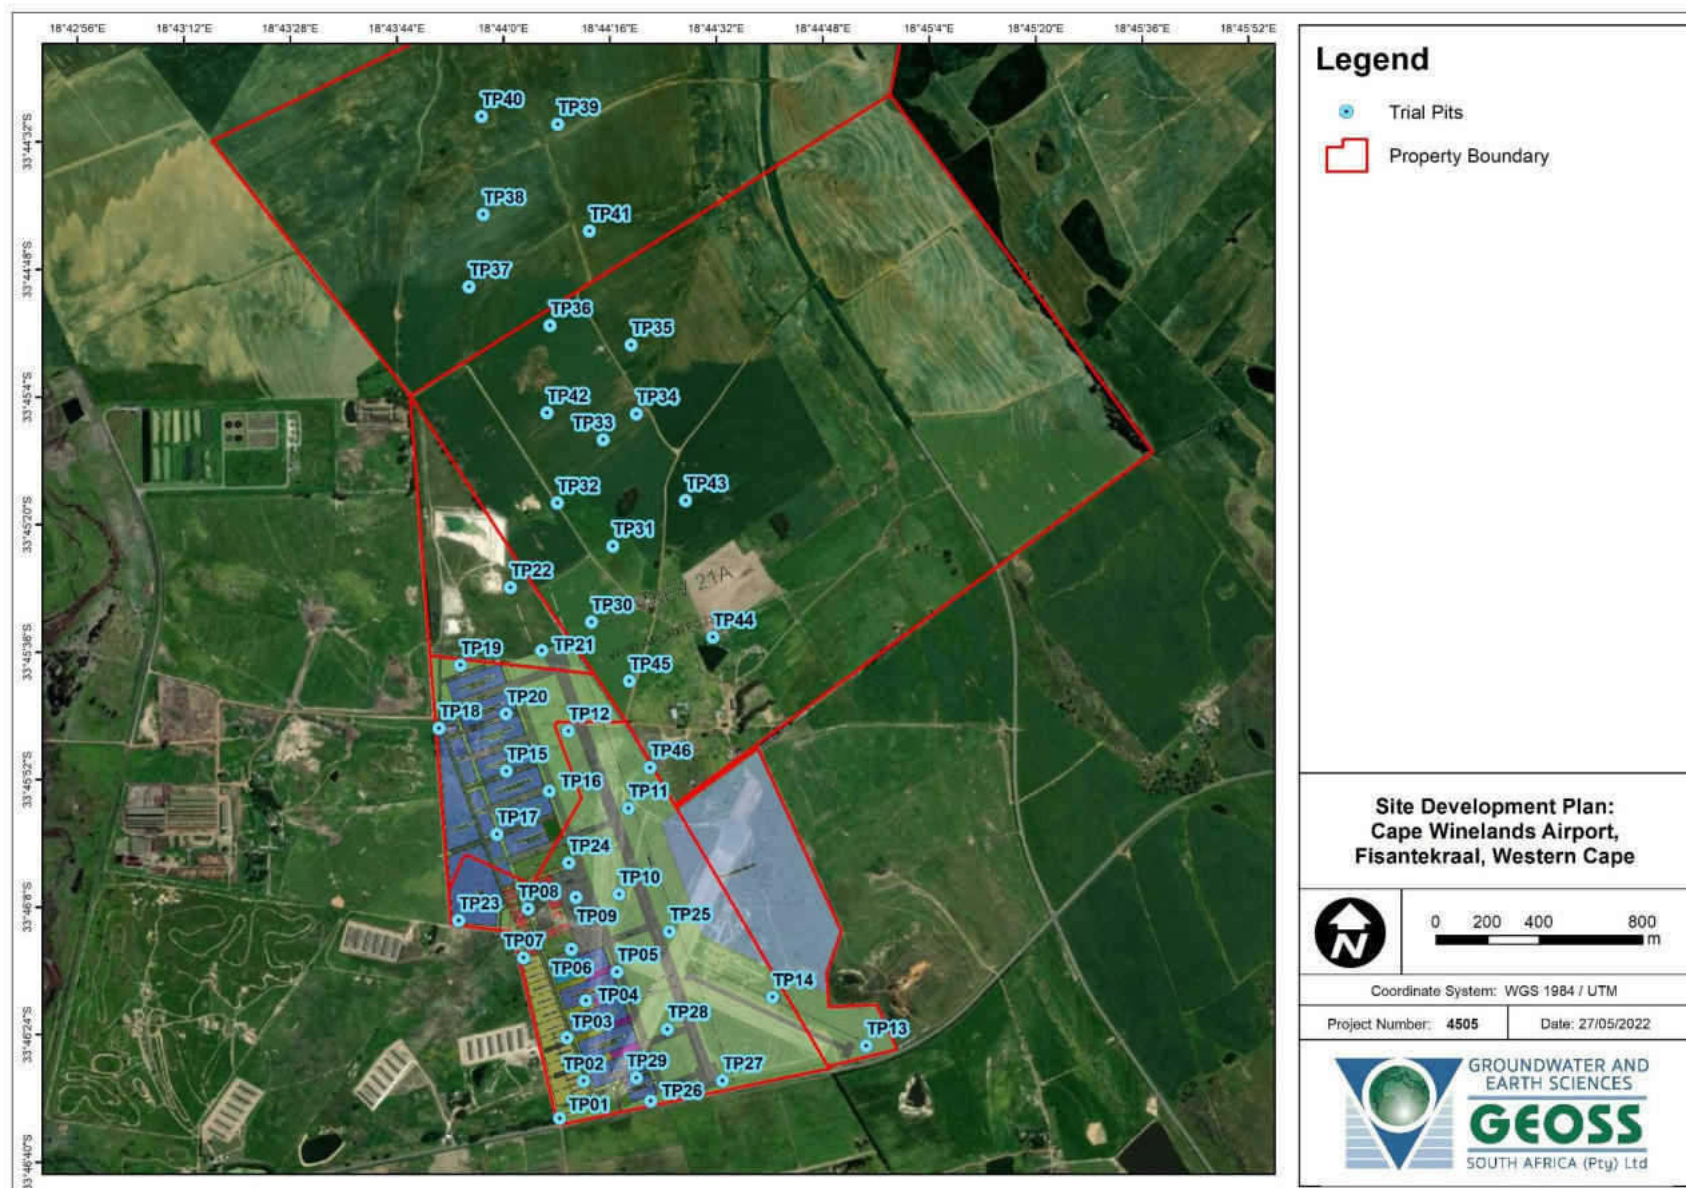 18°42'56"E 18°43'12"E 18°43'28"E 18°43'44"E 18°44'0"E 18°44'16"E 18°44'32"E 18°44'48"E 18°45'4"E 18°45'20"E 18°45'36"E 18°45'52"E
33°44'32"S
33°44'48"S
33°45'4"S
33°45'20"S
33°45'36"S
33°45'52"S
33°46'8"S
33°46'24"S
33°46'40"S
TP40
TP39
TP38
TP41
TP37
TP36
TP35
TP42
TP34
TP33
TP32
TP43
TP31
TP22
21A
TP30
TP44
TP21
TP19
TP45
TP20
TP18
TP12
TP15
TP46
TP16
TP11
TP17
TP24
TP08
TP10
TP23
TP09
TP25
TP07
TP06
TP05
TP14
TP04
TP28
TP03
TP13
TP02
TP29
TP27
TP26
TP01
Legend
Trial Pits
Property Boundary
Site Development Plan:
Cape Winelands Airport,
Fisantekraal, Western Cape
N
0 200 400 800
m
Coordinate System: WGS 1984 / UTM
Project Number: 4505
Date: 27/05/2022
GROUNDWATER AND
EARTH SCIENCES
GEOSS
SOUTH AFRICA (Pty) Ltd